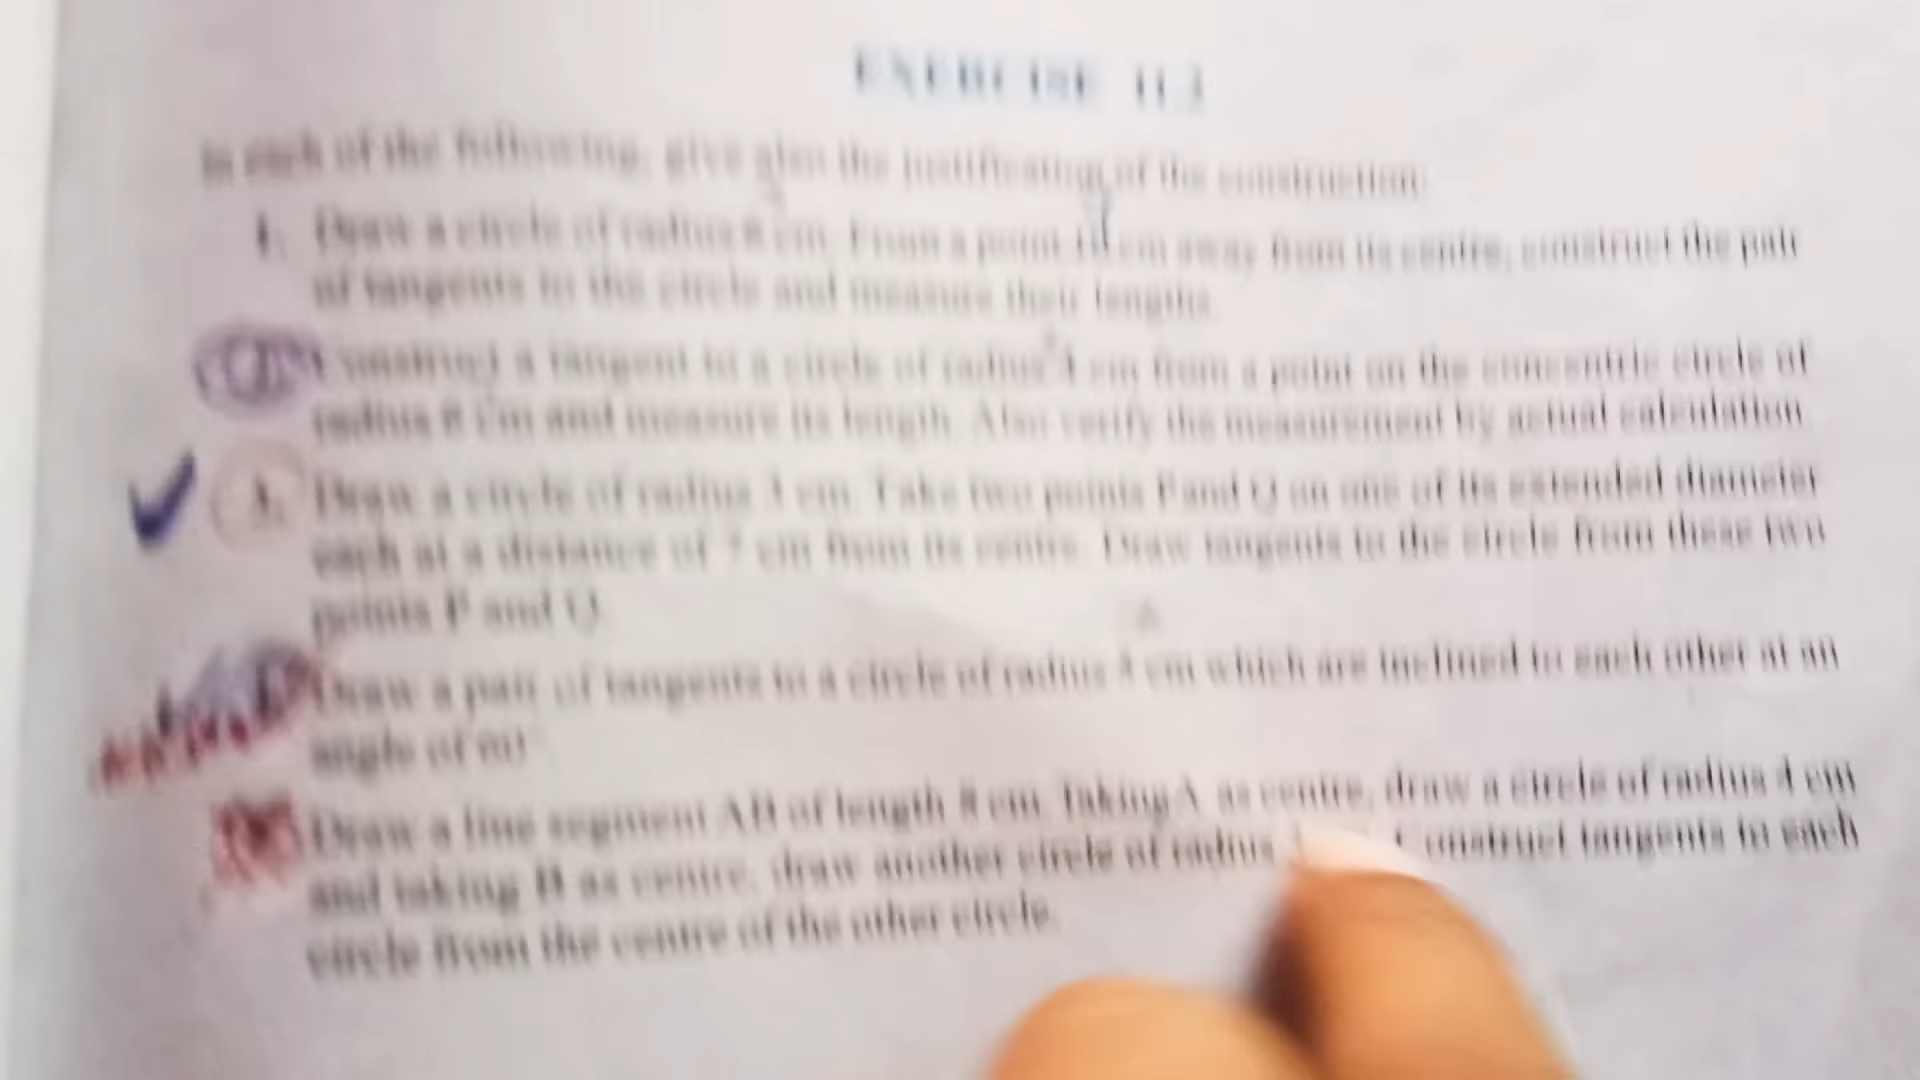 EXERCISE 11.2
In each of the following, give also the justification of the construction:
1. Draw a circle of radius cm. From a point 10 cm away from its centre, construct the pair
of tangents to the circle and measure their lengths.
Construct a tangent to a circle of radius 4 cm from a point on the concentric circle of
radius 6 cm and measure its length. Also verify the measurement by actual calculation.
3. Draw a circle of radius 3 cm. Take two points P and Q on one of its extended diameter
each at a distance of 7 cm from its centre. Draw tangents to the circle from these two
points P and Q.
Draw a pair of tangents to a circle of radius cm which are inclined to each other at an
angle of 60
Draw a line segment AB of length 8 cm. Taking A as centre, draw a circle of radius 4 cm
and taking B as centre, draw another circle of radius Construct tangents to each
circle from the centre of the other circle.